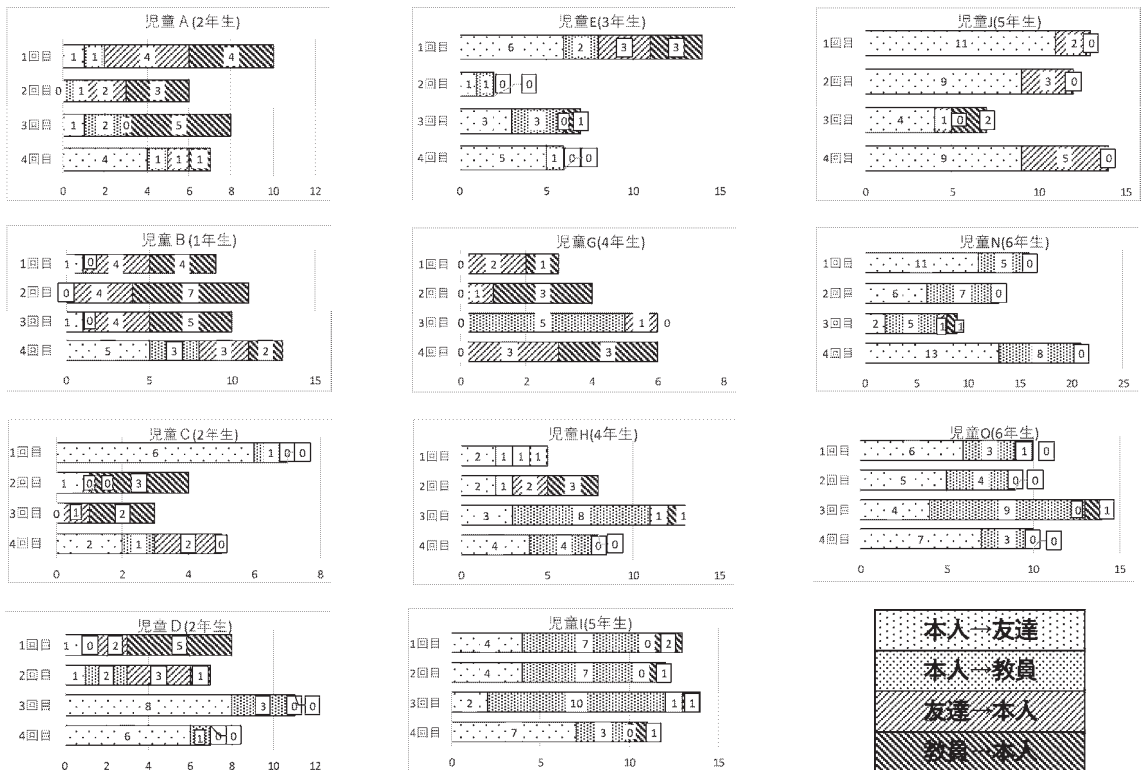 児童A(2年生)
1回目 1 1 4 4
2回目 0 1 2 3
3回目 1 2 0 5
4回目 4 1 1 1
0 2 4 6 8 10 12
児童B(1年生)
1回目 1 0 4 4
2回目 0 4 7
3回目 1 0 4 5
4回目 5 3 3 2
0 5 10 15
児童C(2年生)
1回目 6 1 0 0
2回目 1 0 0 3
3回目 0 1 2
4回目 2 1 2 0
0 2 4 6 8
児童D(2年生)
1回目 1 0 2 5
2回目 1 2 3 1
3回目 8 3 0 0
4回目 6 1 0 0
0 2 4 6 8 10 12
児童E(3年生)
1回目 6 2 3 3
2回目 1 1 0 0
3回目 3 3 0 1
4回目 5 1 0 0
0 5 10 15
児童G(4年生)
1回目 0 2 1
2回目 0 1 3
3回目 0 5 1 0
4回目 0 3 3
0 2 4 6 8
児童H(4年生)
1回目 2 1 1 1
2回目 2 1 2 3
3回目 3 8 1 1
4回目 4 4 0 0
0 5 10 15
児童I(5年生)
1回目 4 7 0 2
2回目 4 7 0 1
3回目 2 10 1 1
4回目 7 3 0 1
0 5 10 15
児童J(5年生)
1回目 11 2 0
2回目 9 3 0
3回目 4 1 0 2
4回目 9 5 0
0 5 10 15
児童N(6年生)
1回目 11 5 0
2回目 6 7 0
3回目 2 5 1 1
4回目 13 8 0
0 5 10 15 20 25
児童O(6年生)
1回目 6 3 1 0
2回目 5 4 0 0
3回目 4 9 0 1
4回目 7 3 0 0
0 5 10 15
本人→友達
本人→教員
友達→本人
教員→本人